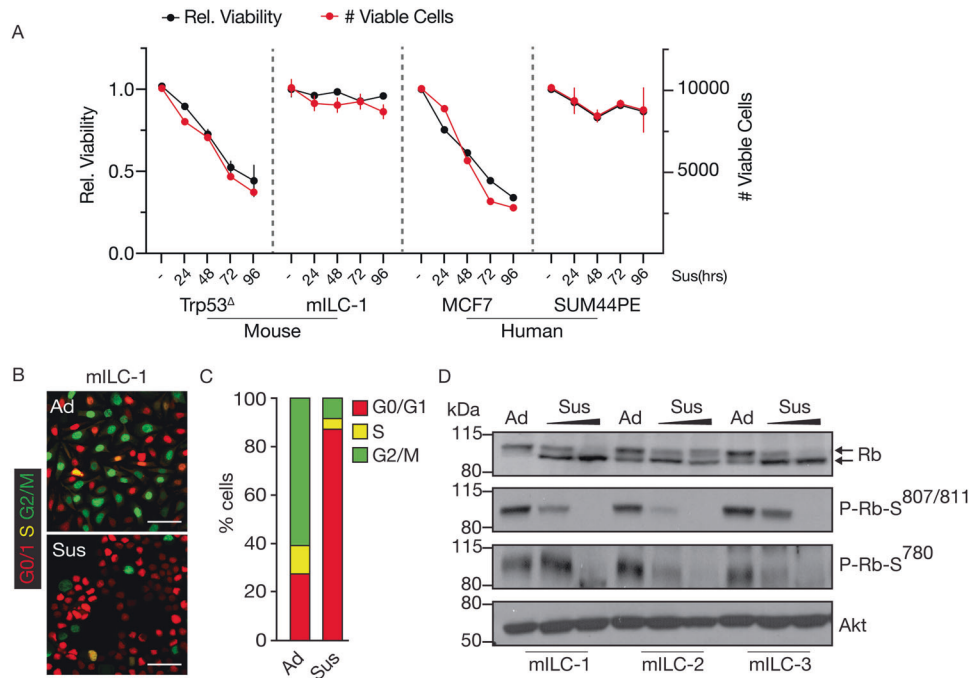 Rel. Viability # Viable Cells
A
Rel. Viability
1.0
0.5
0.0
10000
5000
# Viable Cells
- 24 48 72 96 - 24 48 72 96 - 24 48 72 96 - 24 48 72 96 Sus(hrs)
Trp53Δ mILC-1 MCF7 SUM44PE
Mouse Human
B
mILC-1
Ad
Sus
G0/1 S G2/M
C
% cells
100
80
60
40
20
0
Ad Sus
G0/G1
S
G2/M
D
kDa Ad Sus Ad Sus Ad Sus
115
80
Rb
115
80
P-Rb-S807/811
115
80
P-Rb-S780
80
50
Akt
mILC-1 mILC-2 mILC-3